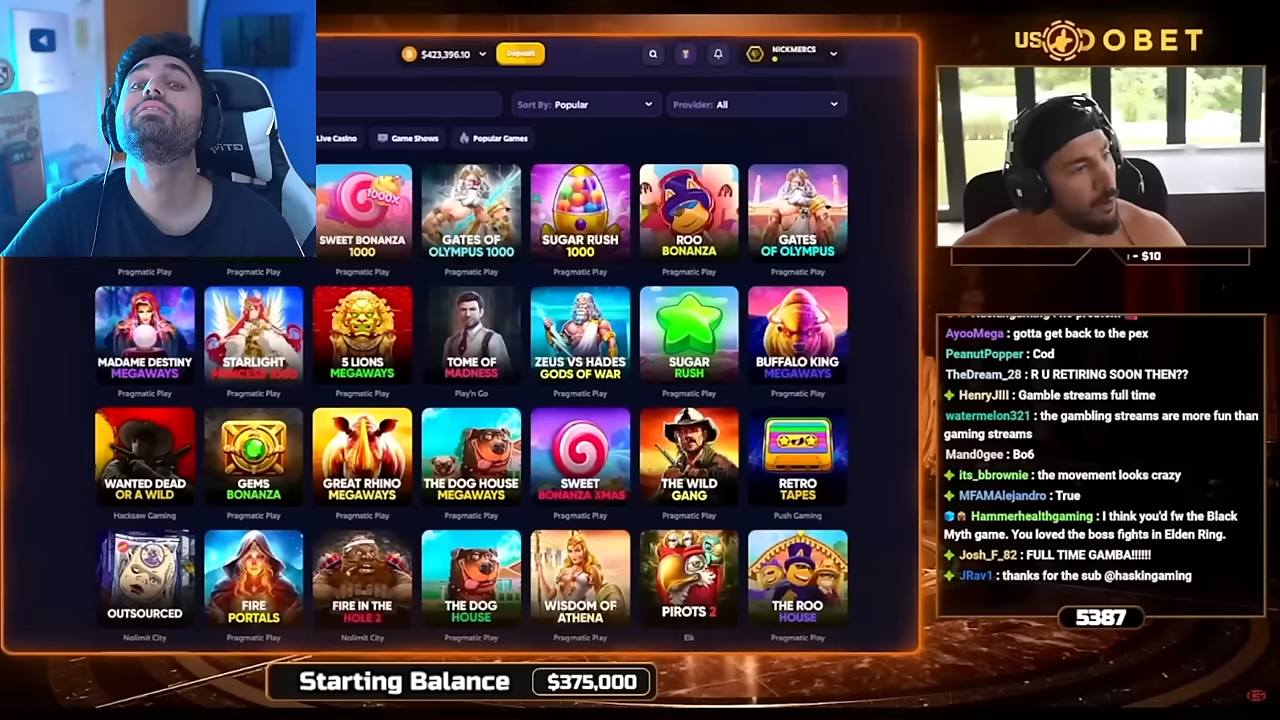 $423,396.10
Deposit
NICKMERCS
US DOBET
Sort By: Popular
Provider: All
Live Casino
Game Shows
Popular Games
1000X
SWEET BONANZA
1000
GATES OF
OLYMPUS 1000
SUGAR RUSH
1000
ROO
BONANZA
GATES
OF OLYMPUS
Pragmatic Play
Pragmatic Play
Pragmatic Play
Pragmatic Play
Pragmatic Play
Pragmatic Play
Pragmatic Play
MADAME DESTINY
MEGAWAYS
STARLIGHT
PRINCESS 1000
5 LIONS
MEGAWAYS
TOME OF
MADNESS
ZEUS VS HADES
GODS OF WAR
SUGAR
RUSH
BUFFALO KING
MEGAWAYS
Pragmatic Play
Pragmatic Play
Pragmatic Play
Play'n Go
Pragmatic Play
Pragmatic Play
Pragmatic Play
WANTED DEAD
OR A WILD
GEMS
BONANZA
GREAT RHINO
MEGAWAYS
THE DOG HOUSE
MEGAWAYS
SWEET
BONANZA XMAS
THE WILD
GANG
RETRO
TAPES
Hacksaw Gaming
Pragmatic Play
Pragmatic Play
Pragmatic Play
Pragmatic Play
Pragmatic Play
Push Gaming
OUTSOURCED
FIRE
PORTALS
FIRE IN THE
HOLE 2
THE DOG
HOUSE
WISDOM OF
ATHENA
PIROTS 2
THE ROO
HOUSE
Nolimit City
Pragmatic Play
Nolimit City
Pragmatic Play
Pragmatic Play
Elk
Pragmatic Play
- $10
AyooMega : gotta get back to the pex
PeanutPopper : Cod
TheDream_28 : R U RETIRING SOON THEN??
HenryJIII : Gamble streams full time
watermelon321 : the gambling streams are more fun than
gaming streams
Mand0gee : Bo6
its_bbrownie : the movement looks crazy
MFAMAlejandro : True
Hammerhealthgaming : I think you'd fw the Black
Myth game. You loved the boss fights in Elden Ring.
Josh_F_82 : FULL TIME GAMBA!!!!!!
JRav1 : thanks for the sub @haskingaming
5387
Starting Balance
$375,000